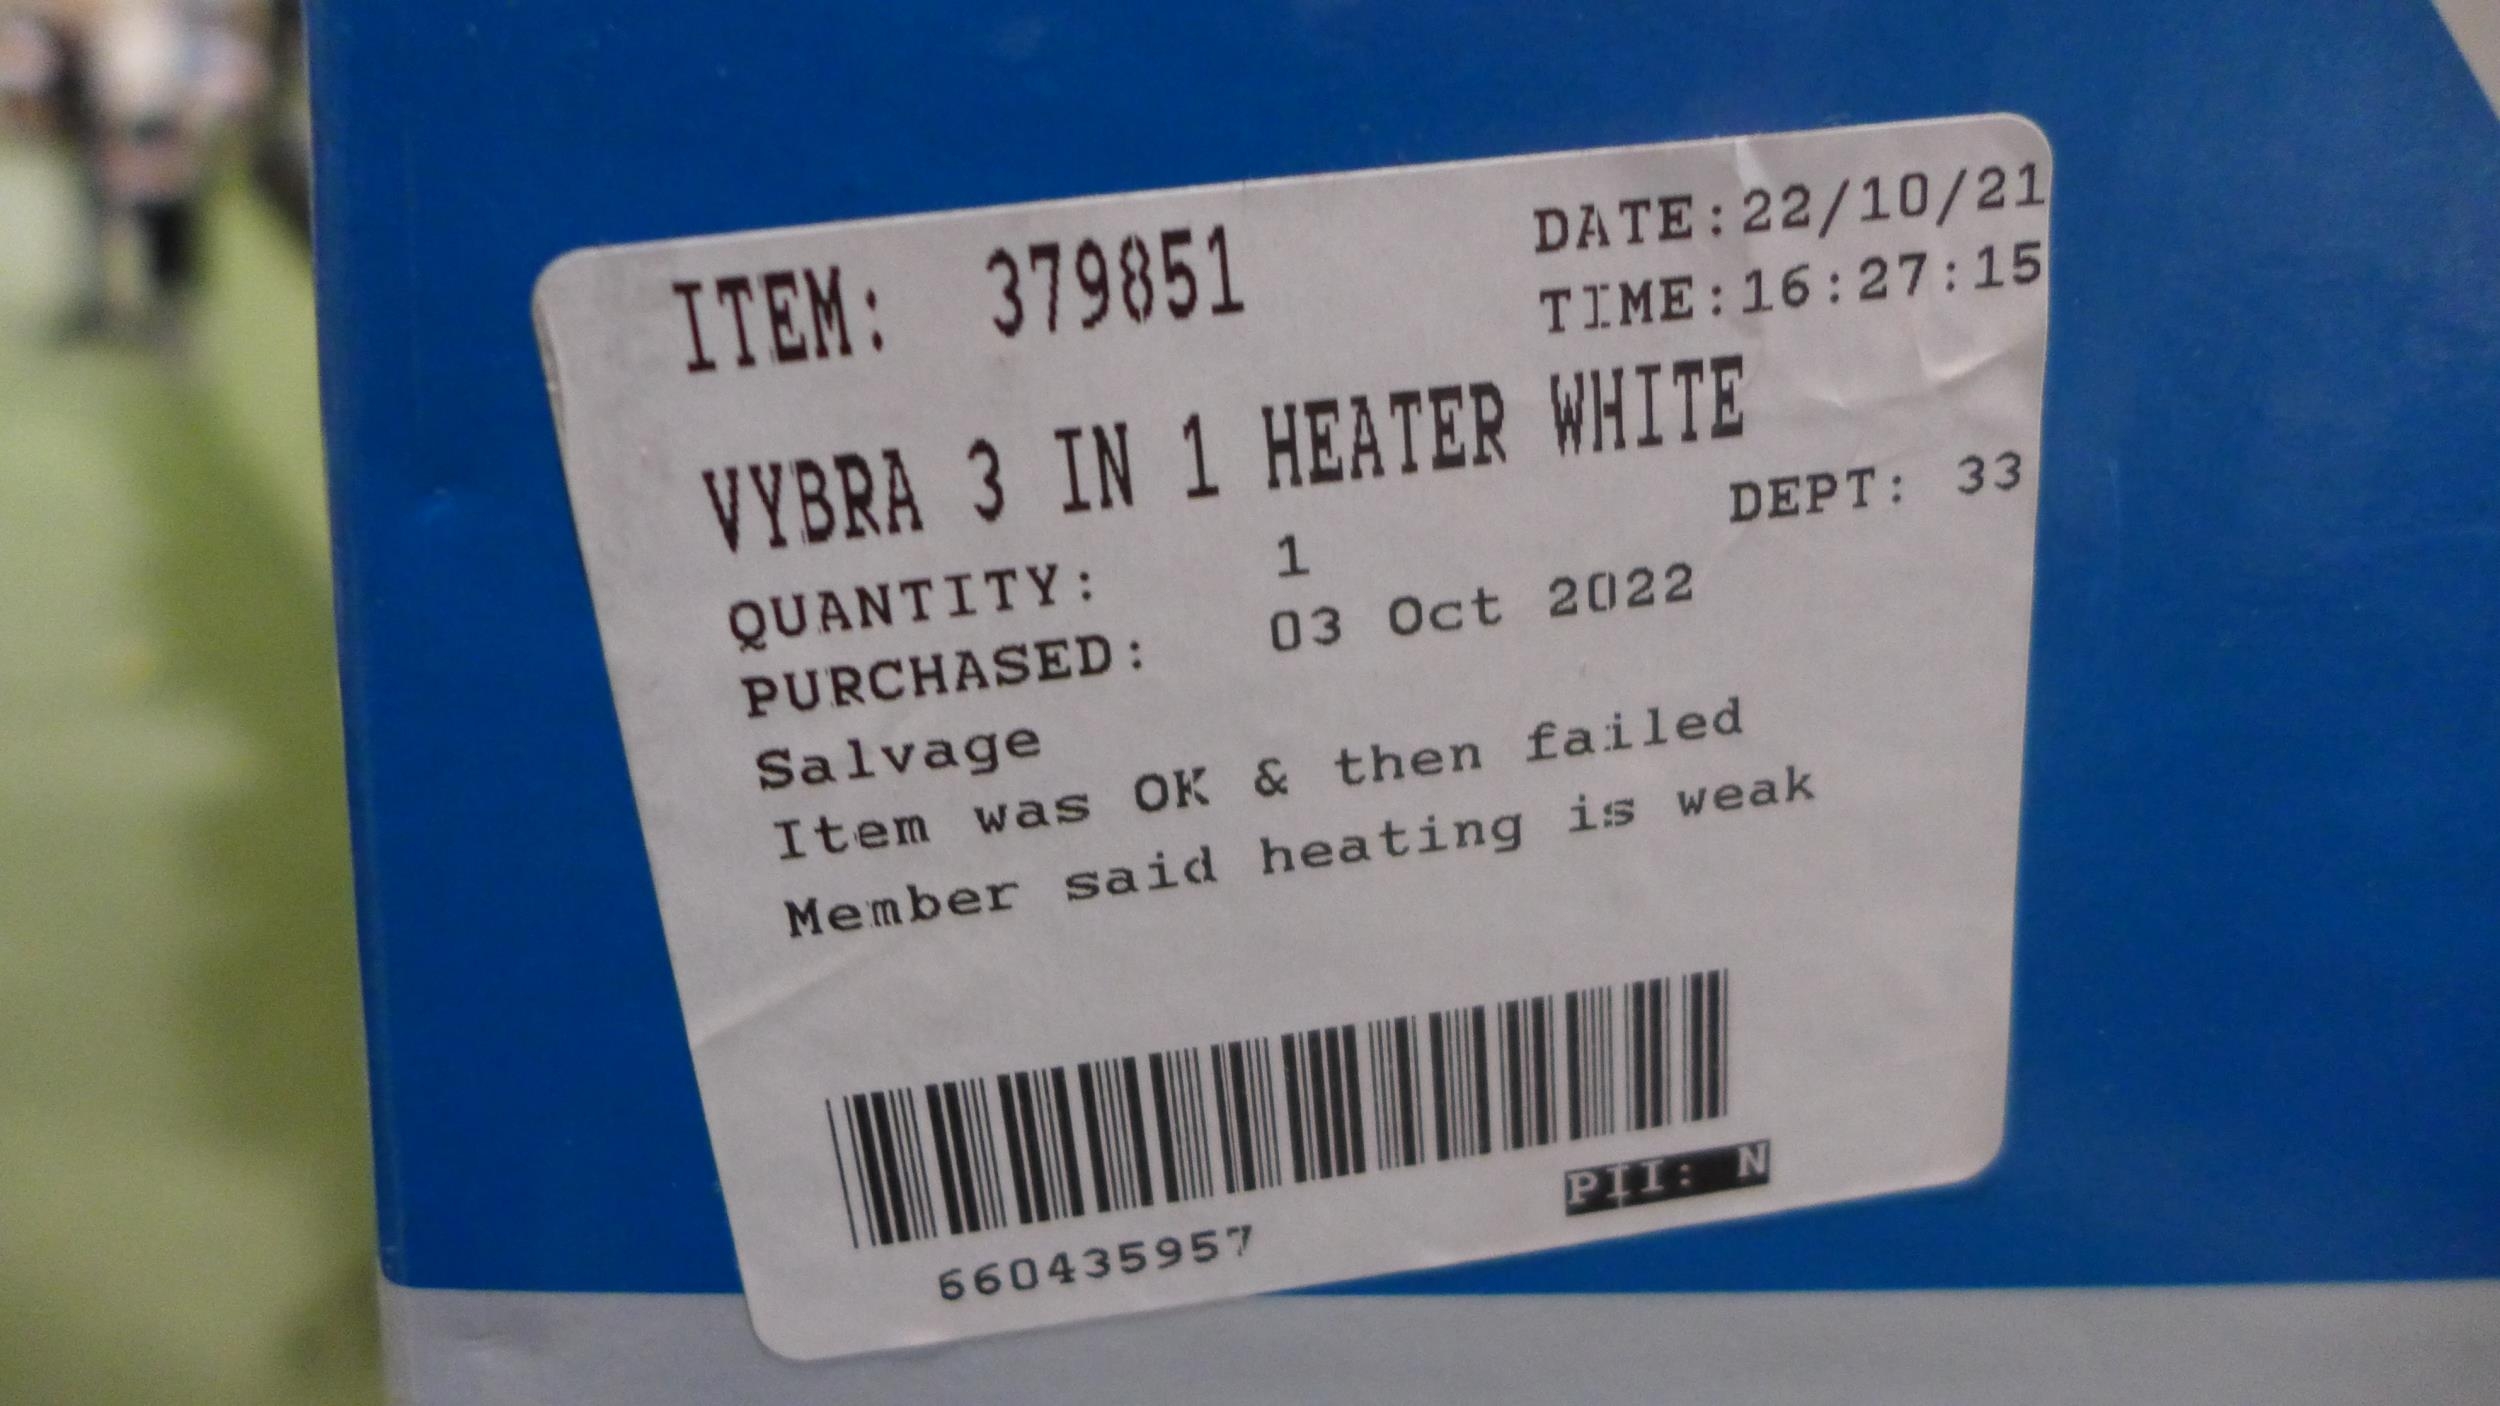 ITEM: 379851
DATE:22/10/21
TIME:16:27:15
VYBRA 3 IN 1 HEATER WHITE
DEPT: 33
QUANTITY: 1
PURCHASED: 03 Oct 2022
Salvage
Item was OK & then failed
Member said heating is weak
660435957
PII: N